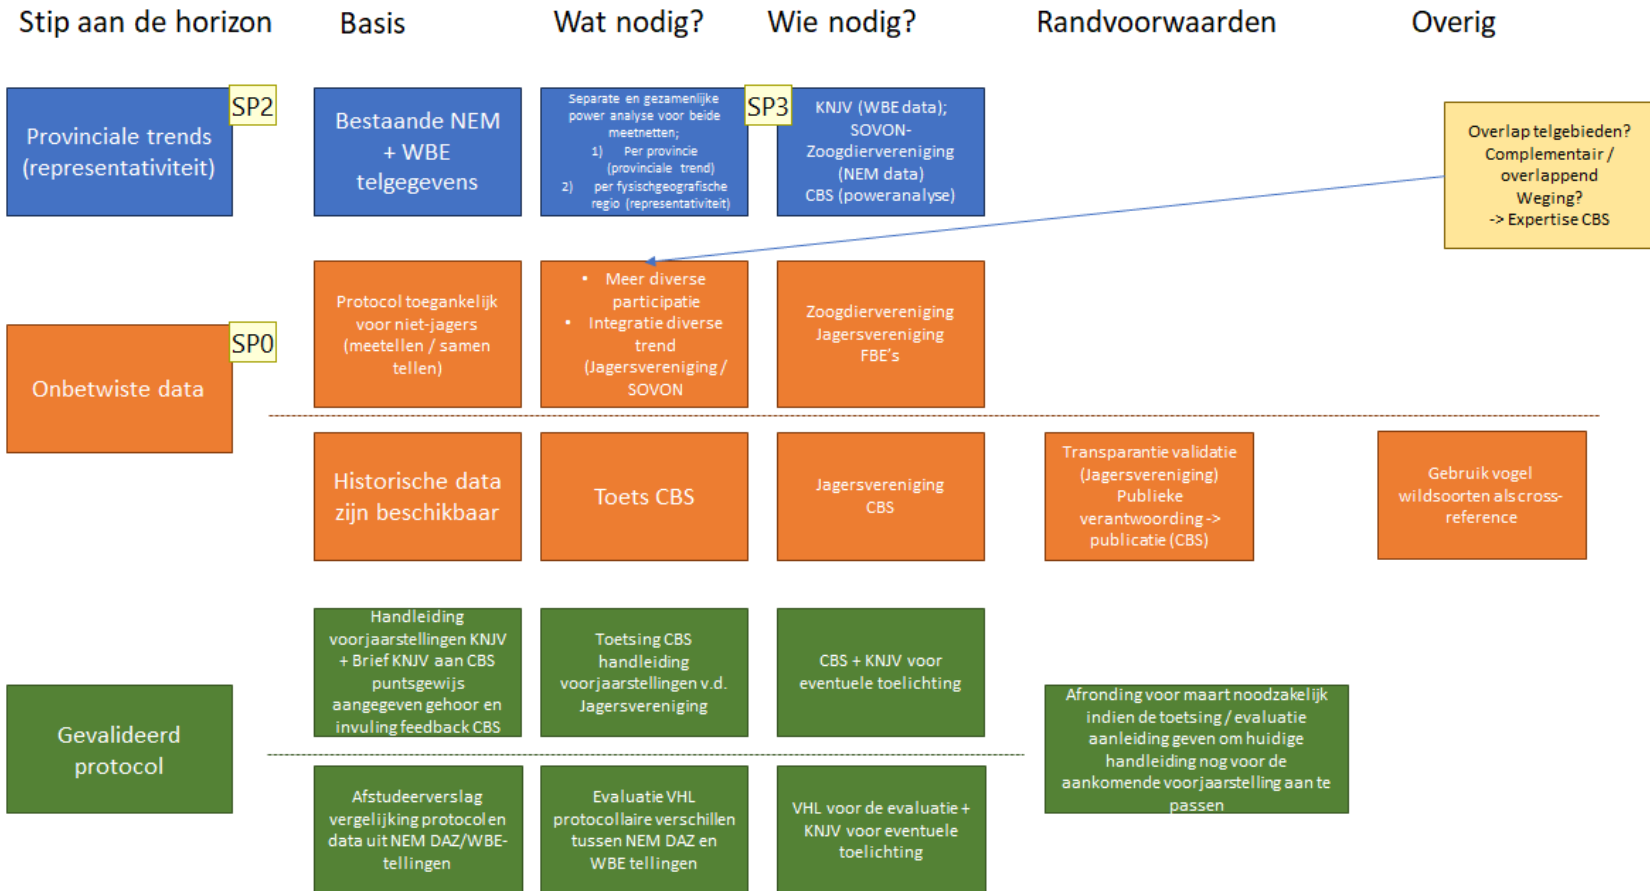 Stip aan de horizon
Basis
Wat nodig?
Wie nodig?
Randvoorwaarden
Overig
Provinciale trends
(representativiteit)
SP2
Bestaande NEM
+ WBE
telgegevens
Separate en gezamenlijke
power analyse voor beide
meetnetten;
1) Per provincie
(provinciale trend)
2) per fysischgeografische
regio (representativiteit)
SP3
KNJV (WBE data);
SOVON-
Zoogdiervereniging
(NEM data)
CBS (poweranalyse)
Overlap telgebieden?
Complementair /
overlappend
Weging?
-> Expertise CBS
Onbetwiste data
SP0
Protocol toegankelijk
voor niet-jagers
(meetellen / samen
tellen)
• Meer diverse
participatie
• Integratie diverse
trend
(Jagersvereniging /
SOVON
Zoogdiervereniging
Jagersvereniging
FBE's
Historische data
zijn beschikbaar
Toets CBS
Jagersvereniging
CBS
Transparantie validatie
(Jagersvereniging)
Publieke
verantwoording ->
publicatie (CBS)
Gebruik vogel
wildsoorten als cross-
reference
Gevalideerd
protocol
Handleiding
voorjaarstellingen KNJV
+ Brief KNJV aan CBS
puntsgewijs
aangegeven gehoor en
invuling feedback CBS
Toetsing CBS
handleiding
voorjaarstellingen v.d.
Jagersvereniging
CBS + KNJV voor
eventuele toelichting
Afronding voor maart noodzakelijk
indien de toetsing / evaluatie
aanleiding geven om huidige
handleiding nog voor de
aankomende voorjaarstelling aan te
passen
Afstudeerverslag
vergelijking protocol en
data uit NEM DAZ/WBE-
tellingen
Evaluatie VHL
protocollaire verschillen
tussen NEM DAZ en
WBE tellingen
VHL voor de evaluatie +
KNJV voor eventuele
toelichting